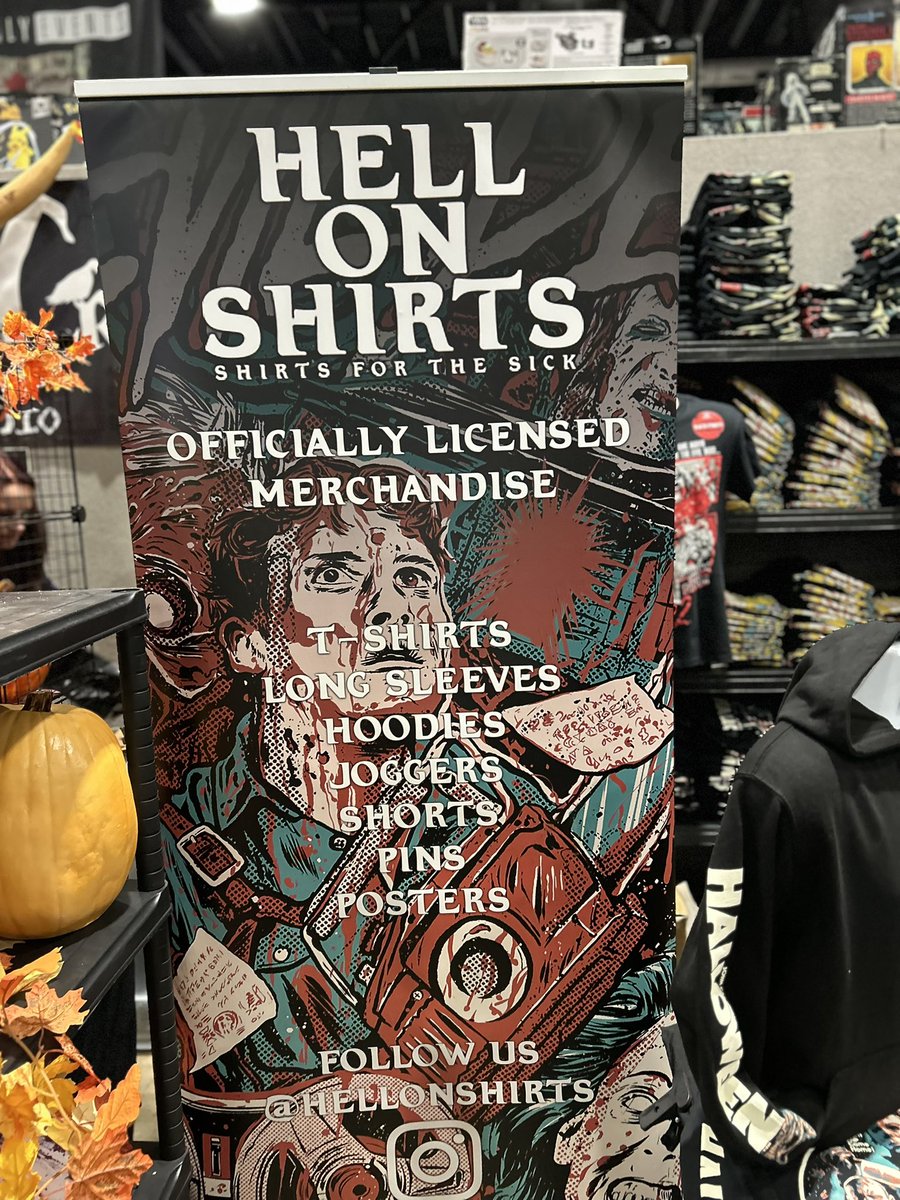 EVENTS
HELL
ON
SHIRTS
SHIRTS FOR THE SICK
OFFICIALLY LICENSED
MERCHANDISE
T-SHIRTS
LONG SLEEVES
HOODIES
JOGGERS
SHORTS
PINS
POSTERS
FOLLOW US
@HELLONSHIRTS